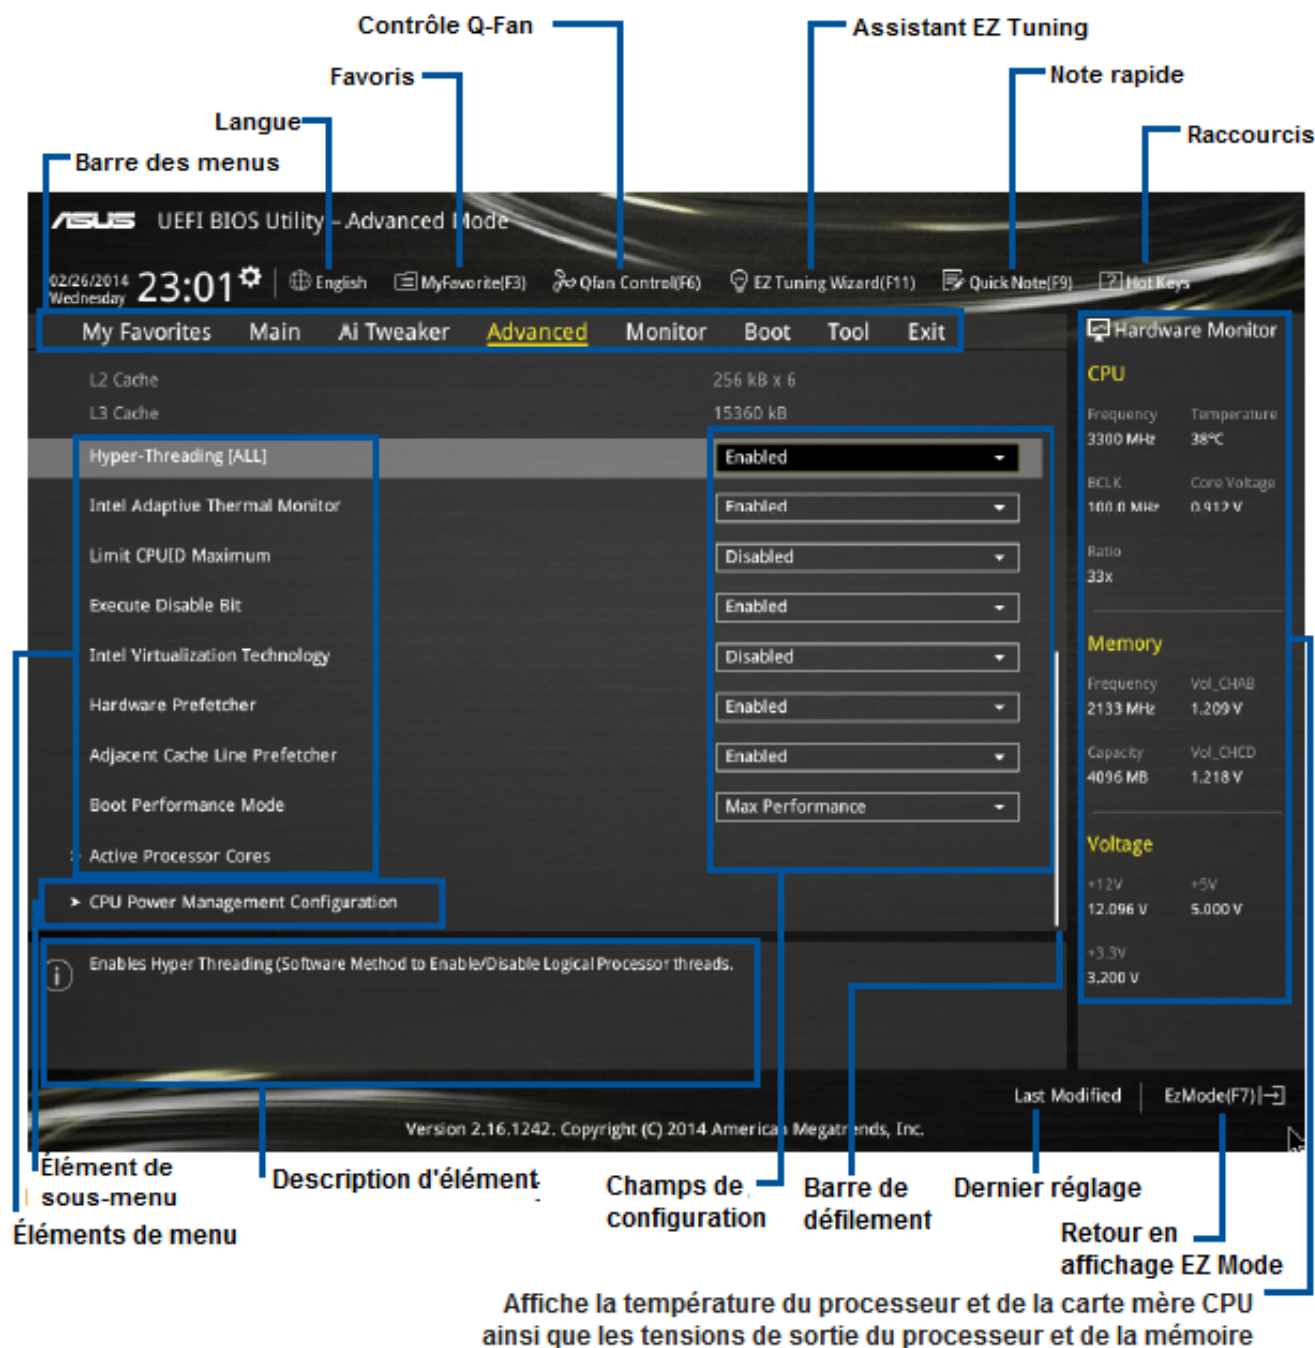 Contrôle Q-Fan
Assistant EZ Tuning
Favoris
Note rapide
Langue
Raccourcis
Barre des menus
ASUS UEFI BIOS Utility – Advanced Mode
02/26/2014
Wednesday
23:01
English
MyFavorite(F3)
Qfan Control(F6)
EZ Tuning Wizard(F11)
Quick Note(F9)
? Hot Keys
My Favorites Main Ai Tweaker Advanced Monitor Boot Tool Exit
L2 Cache 256 kB x 6
L3 Cache 15360 kB
Hyper-Threading [ALL] Enabled
Intel Adaptive Thermal Monitor Enabled
Limit CPUID Maximum Disabled
Execute Disable Bit Enabled
Intel Virtualization Technology Disabled
Hardware Prefetcher Enabled
Adjacent Cache Line Prefetcher Enabled
Boot Performance Mode Max Performance
> Active Processor Cores
➤ CPU Power Management Configuration
i Enables Hyper Threading (Software Method to Enable/Disable Logical Processor threads.
Hardware Monitor
CPU
Frequency Temperature
3300 MHz 38°C
BCLK Core Voltage
100.0 MHz 0.912 V
Ratio
33x
Memory
Frequency Vol_CHAB
2133 MHz 1.209 V
Capacity Vol_CHCD
4096 MB 1.218 V
Voltage
+12V +5V
12.096 V 5.000 V
+3.3V
3.200 V
Last Modified
EzMode(F7)
Version 2.16.1242. Copyright (C) 2014 American Megatrends, Inc.
Élément de
sous-menu
Éléments de menu
Description d'élément
Champs de
configuration
Barre de
défilement
Dernier réglage
Retour en
affichage EZ Mode
Affiche la température du processeur et de la carte mère CPU
ainsi que les tensions de sortie du processeur et de la mémoire